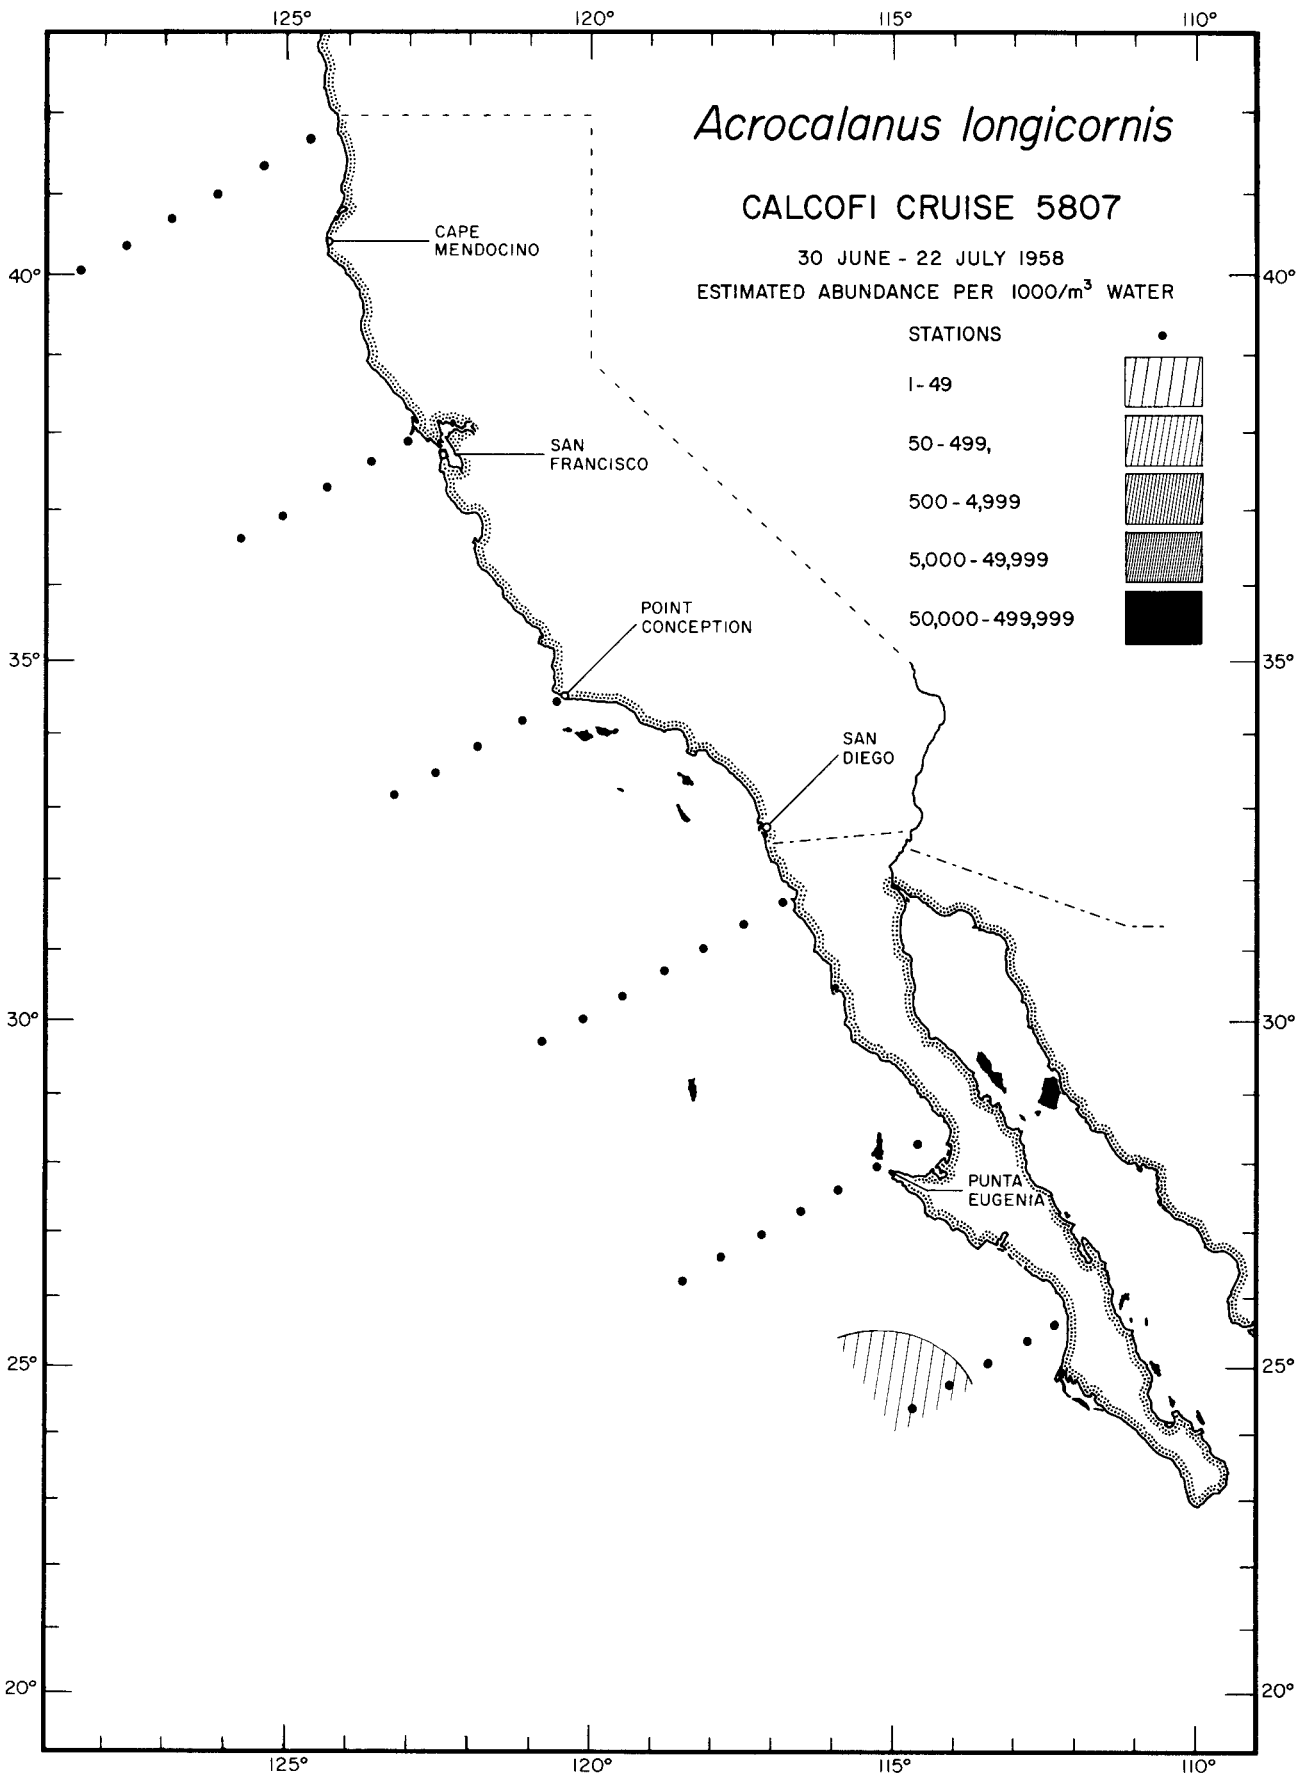 125° 120° 115° 110°
Acrocalanus longicornis
CALCOFI CRUISE 5807
30 JUNE - 22 JULY 1958
ESTIMATED ABUNDANCE PER 1000/m³ WATER
STATIONS
1 - 49
50 - 499,
500 - 4,999
5,000 - 49,999
50,000 - 499,999
CAPE
MENDOCINO
40° 40°
SAN
FRANCISCO
POINT
CONCEPTION
35° 35°
SAN
DIEGO
30° 30°
PUNTA
EUGENIA
25° 25°
20° 20°
125° 120° 115° 110°